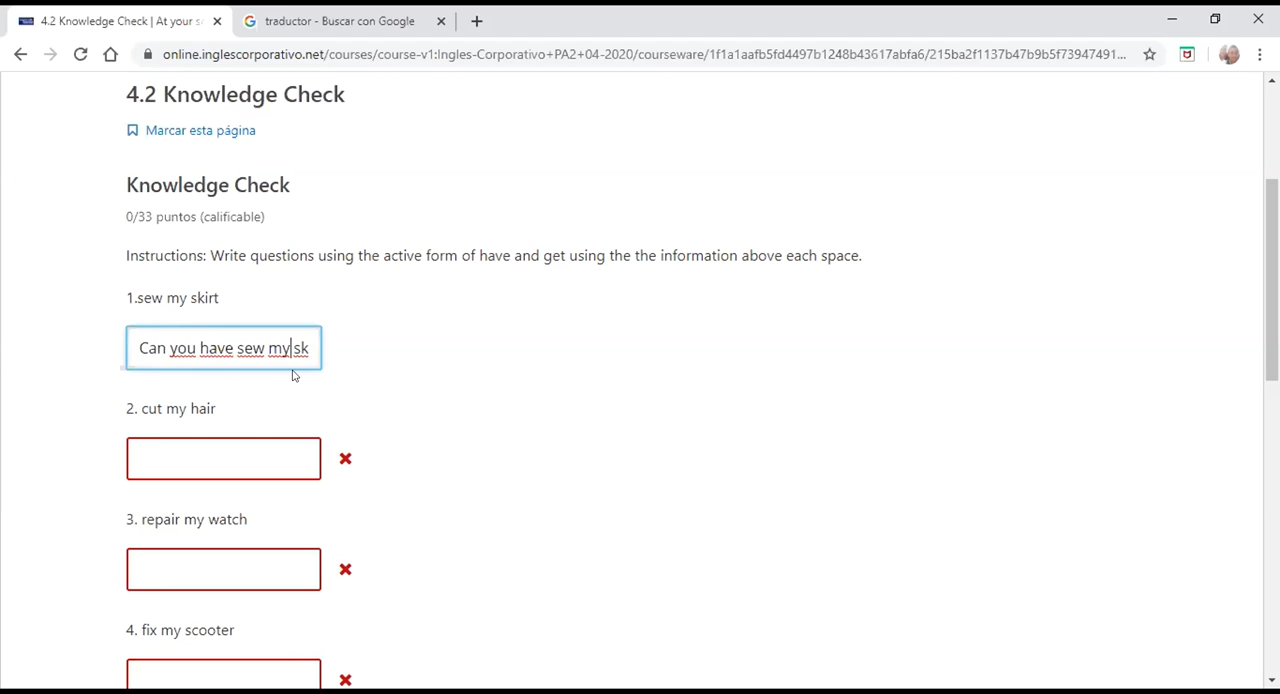 4.2 Knowledge Check | At your s
traductor - Buscar con Google
online.inglescorporativo.net/courses/course-v1:Ingles-Corporativo+PA2+04-2020/courseware/1f1a1aafb5fd4497b1248b43617abfa6/215ba2f1137b47b9b5f73947491...
4.2 Knowledge Check
Marcar esta página
Knowledge Check
0/33 puntos (calificable)
Instructions: Write questions using the active form of have and get using the the information above each space.
1.sew my skirt
Can you have sew my sk
2. cut my hair
3. repair my watch
4. fix my scooter